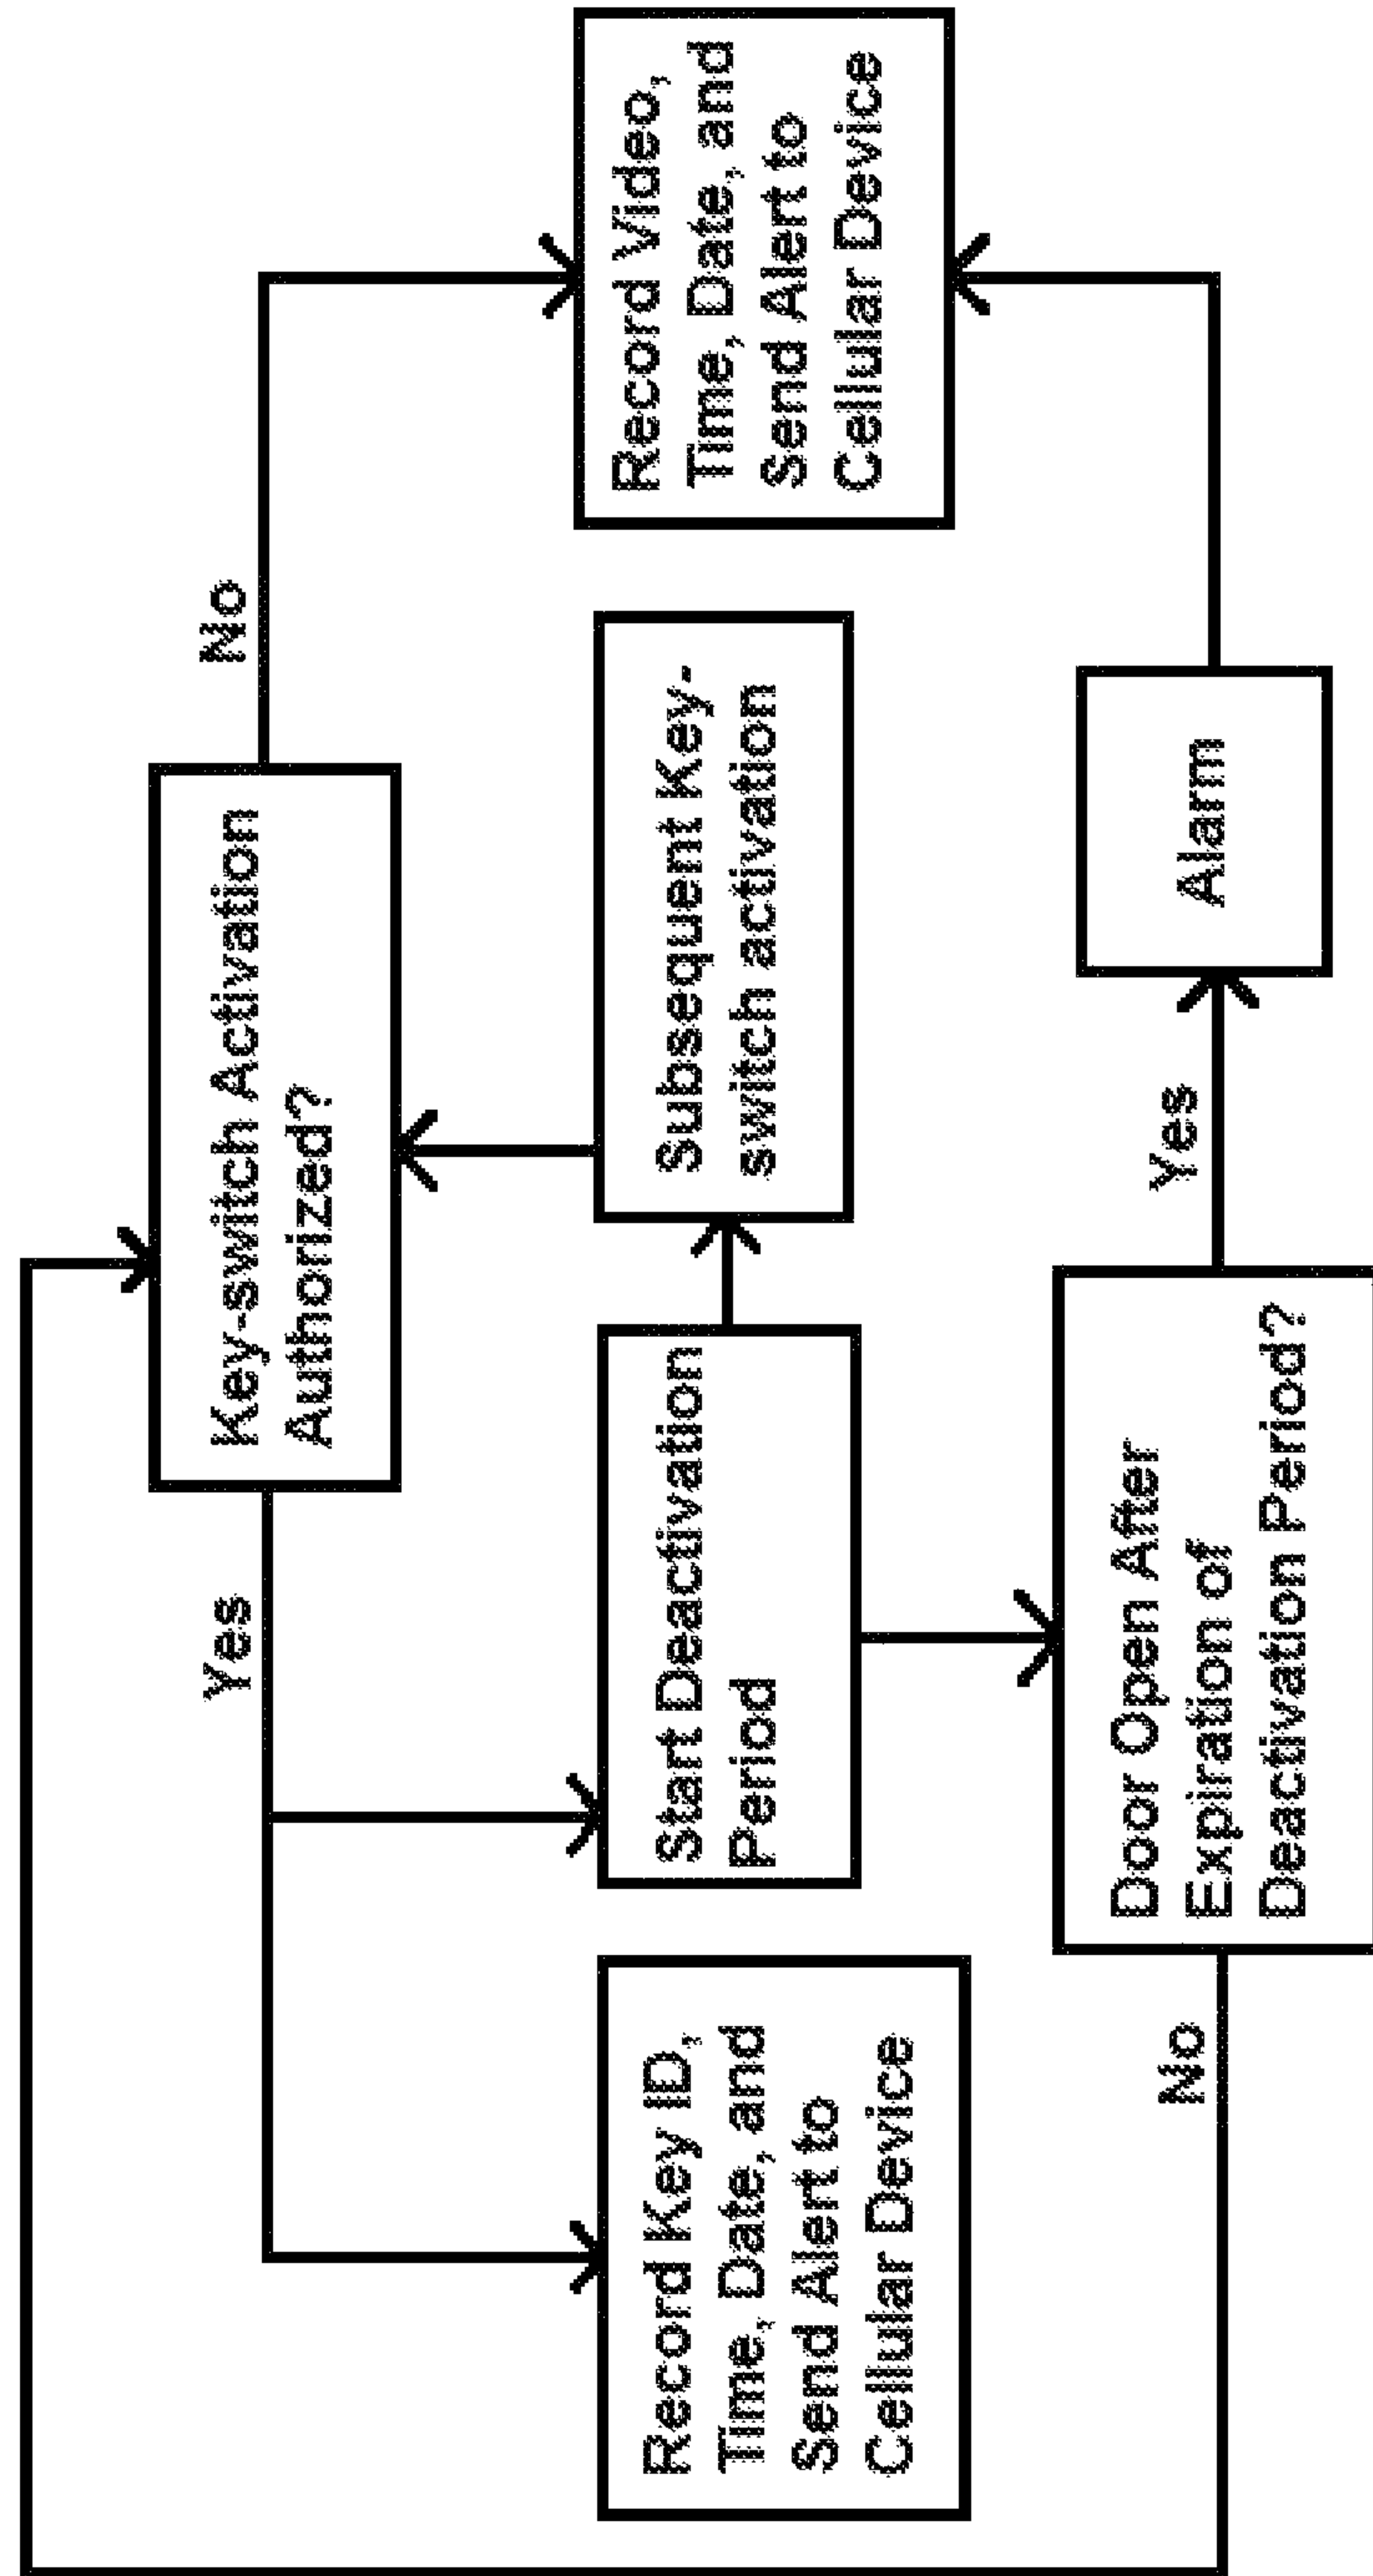 Key-switch Activation
Authorized?
Yes
No
Record Key ID,
Time, Date, and
Send Alert to
Cellular Device
Start Deactivation
Period
Subsequent Key-
switch activation
Record Video,
Time, Date, and
Send Alert to
Cellular Device
Door Open After
Expiration of
Deactivation Period?
No
Yes
Alarm